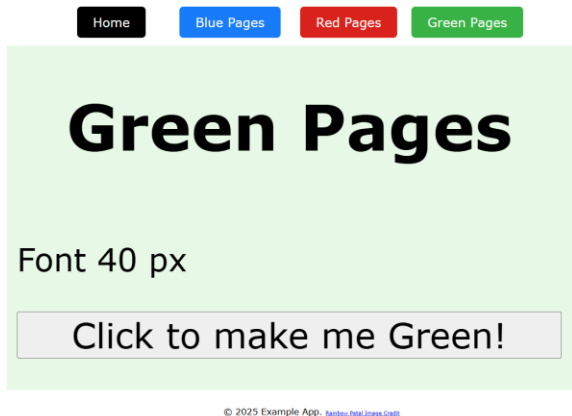 Home Blue Pages Red Pages Green Pages
Green Pages
Font 40 px
Click to make me Green!
© 2025 Example App. Rainbow Petal Image Credit